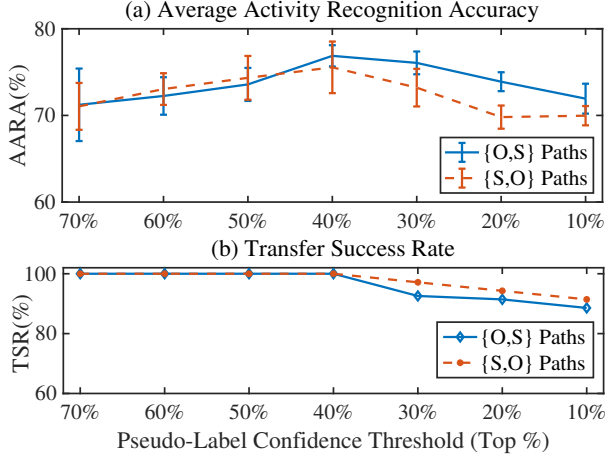 (a) Average Activity Recognition Accuracy
80
70
60
AARA(%)
{O,S} Paths
{S,O} Paths
70% 60% 50% 40% 30% 20% 10%
(b) Transfer Success Rate
100
80
60
TSR(%)
{O,S} Paths
{S,O} Paths
70% 60% 50% 40% 30% 20% 10%
Pseudo-Label Confidence Threshold (Top %)